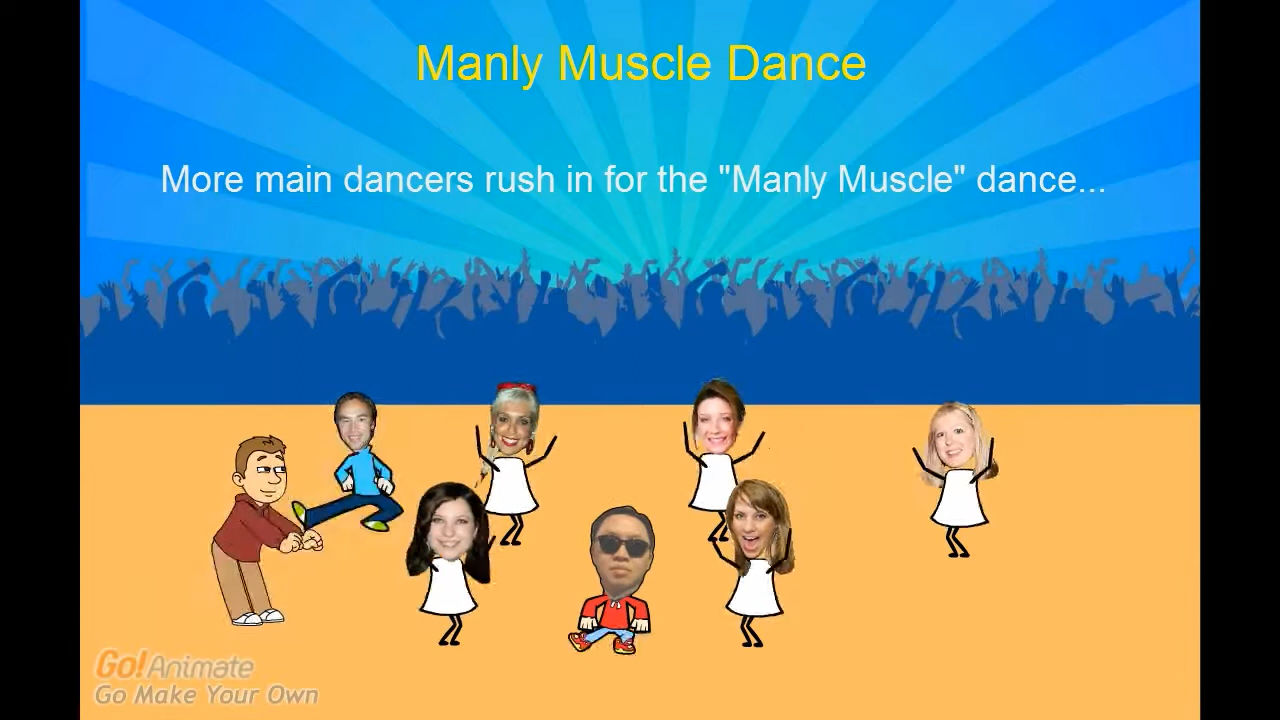 Manly Muscle Dance
More main dancers rush in for the "Manly Muscle" dance...
Go!Animate
Go Make Your Own